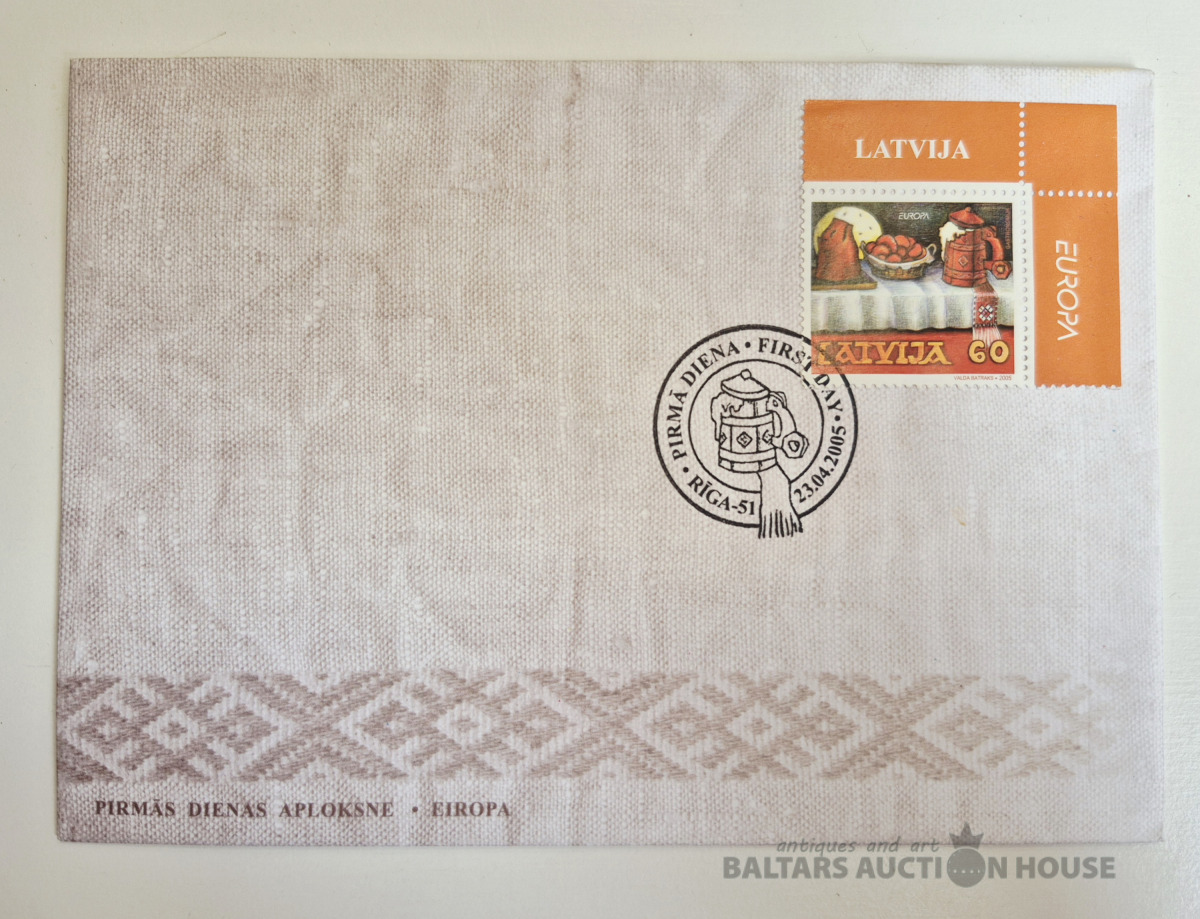 LATVIJA
EUROPA
EUROPA
LATVIJA 60
VALDA BATRAKS • 2005
• PIRMĀ DIENA • FIRST DAY •
RĪGA-51 23.04.2005
PIRMĀS DIENAS APLOKSNE • EIROPA
antiques and art
BALTARS AUCTION HOUSE